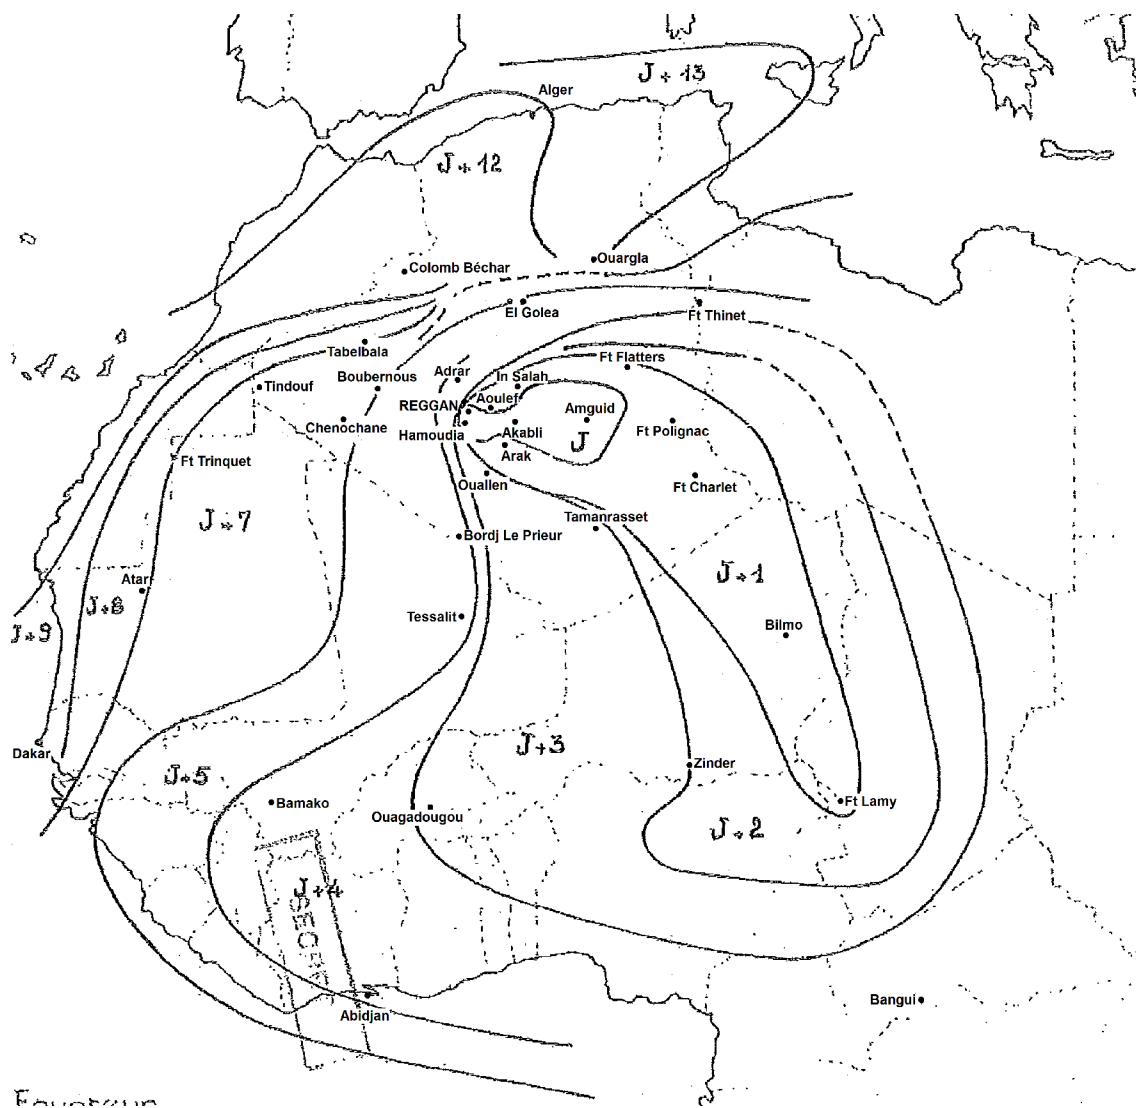 J+13
Alger
J+12
Ouargla
Colomb Béchar
El Golea
Ft Thinet
Tabelbala
Ft Flatters
Adrar
In Salah
Boubernous
Tindouf
Aoulef
REGGAN
Amguid
Chenochane
Hamoudia
Akabli
Ft Polignac
J
Arak
Ft Trinquet
Ouallen
Ft Charlet
Tamanrasset
J+7
Bordj Le Prieur
J+1
Atar
J+8
Tessalit
Bilmo
J+9
J+3
Dakar
Zinder
J+5
Bamako
Ft Lamy
Ouagadougou
J+2
J+4
SECRET
Bangui
Abidjan